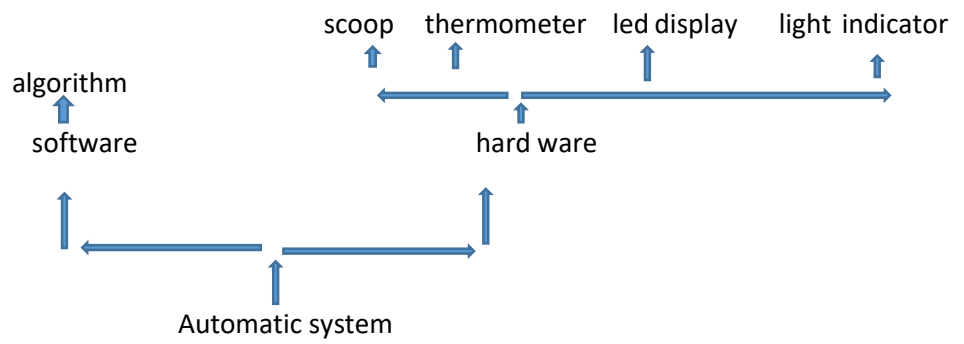 scoop thermometer led display light indicator
algorithm
software hard ware
Automatic system